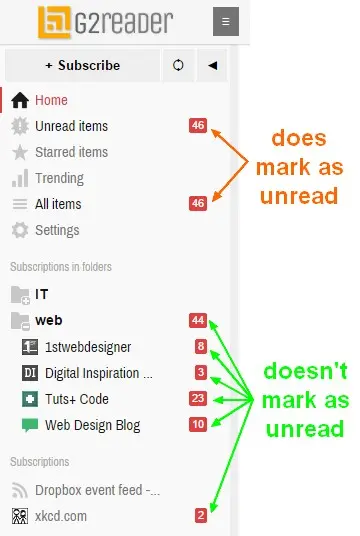 G2reader
+ Subscribe
Home
Unread items 46
Starred items
Trending
All items 46
Settings
does
mark as
unread
Subscriptions in folders
IT
web 44
1stwebdesigner 8
DI Digital Inspiration ... 3
Tuts+ Code 23
Web Design Blog 10
doesn't
mark as
unread
Subscriptions
Dropbox event feed -...
xkcd.com 2